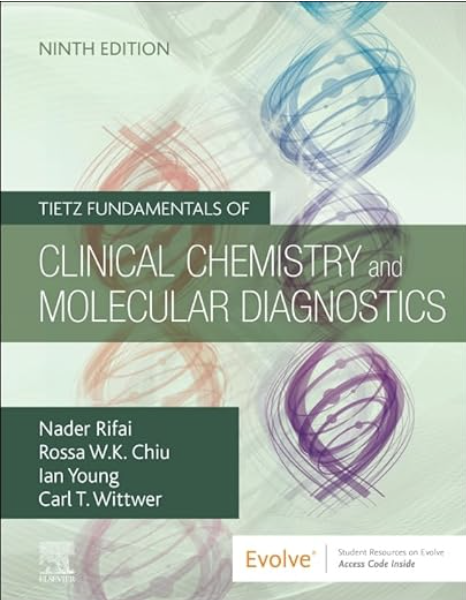 NINTH EDITION
TIETZ FUNDAMENTALS OF
CLINICAL CHEMISTRY and
MOLECULAR DIAGNOSTICS
Nader Rifai
Rossa W.K. Chiu
Ian Young
Carl T. Wittwer
ELSEVIER
Evolve®
Student Resources on Evolve
Access Code Inside